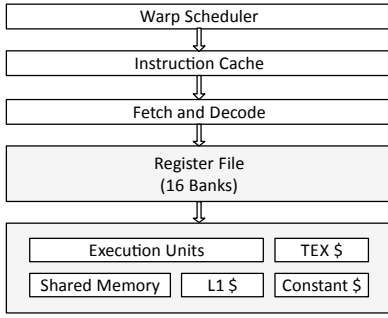 Warp Scheduler
Instruction Cache
Fetch and Decode
Register File
(16 Banks)
Execution Units
TEX $
Shared Memory
L1 $
Constant $